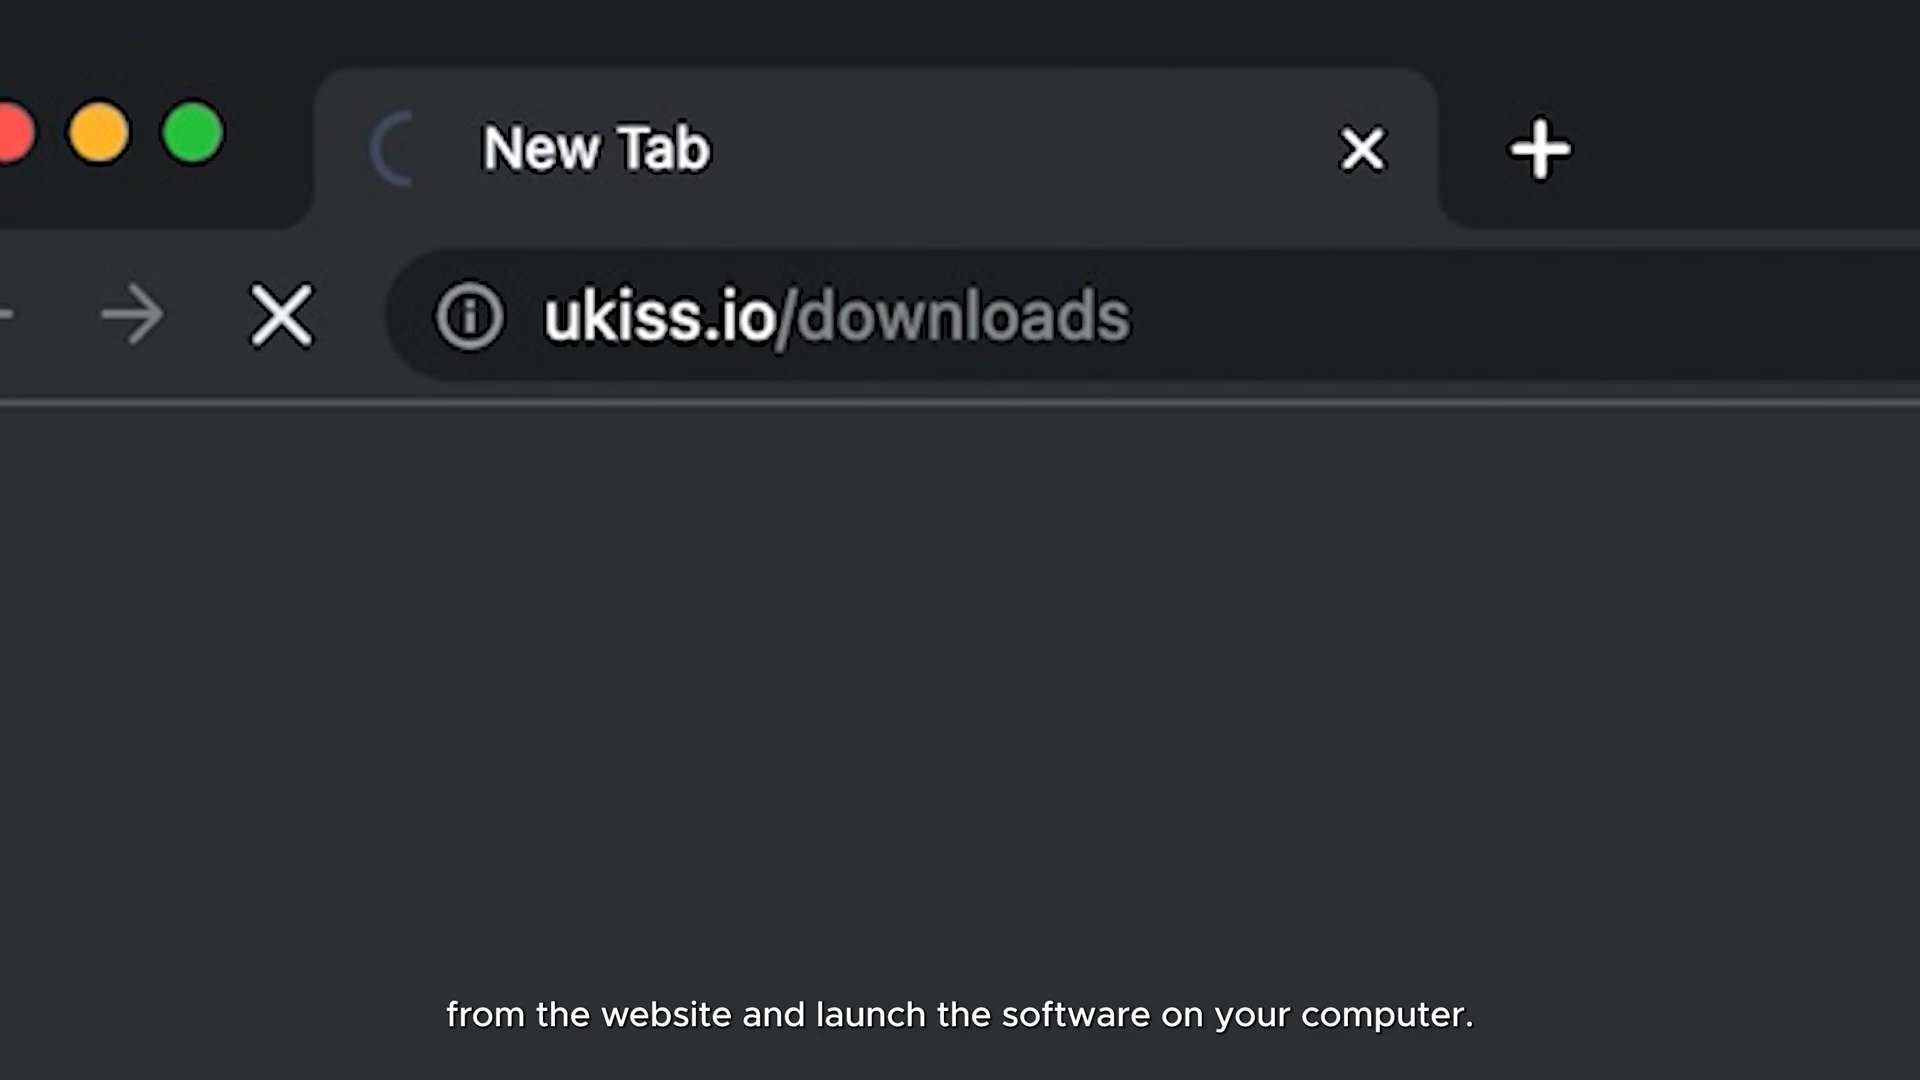 New Tab
ukiss.io/downloads
from the website and launch the software on your computer.